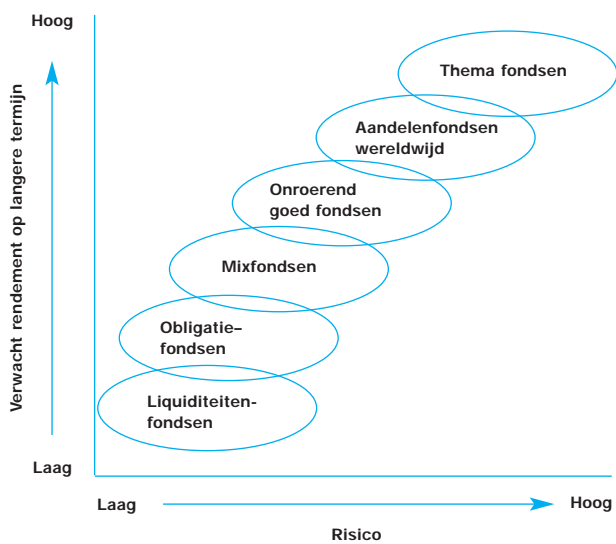 Hoog
Verwacht rendement op langere termijn
Thema fondsen
Aandelenfondsen
wereldwijd
Onroerend
goed fondsen
Mixfondsen
Obligatie–
fondsen
Liquiditeiten-
fondsen
Laag
Laag
Hoog
Risico